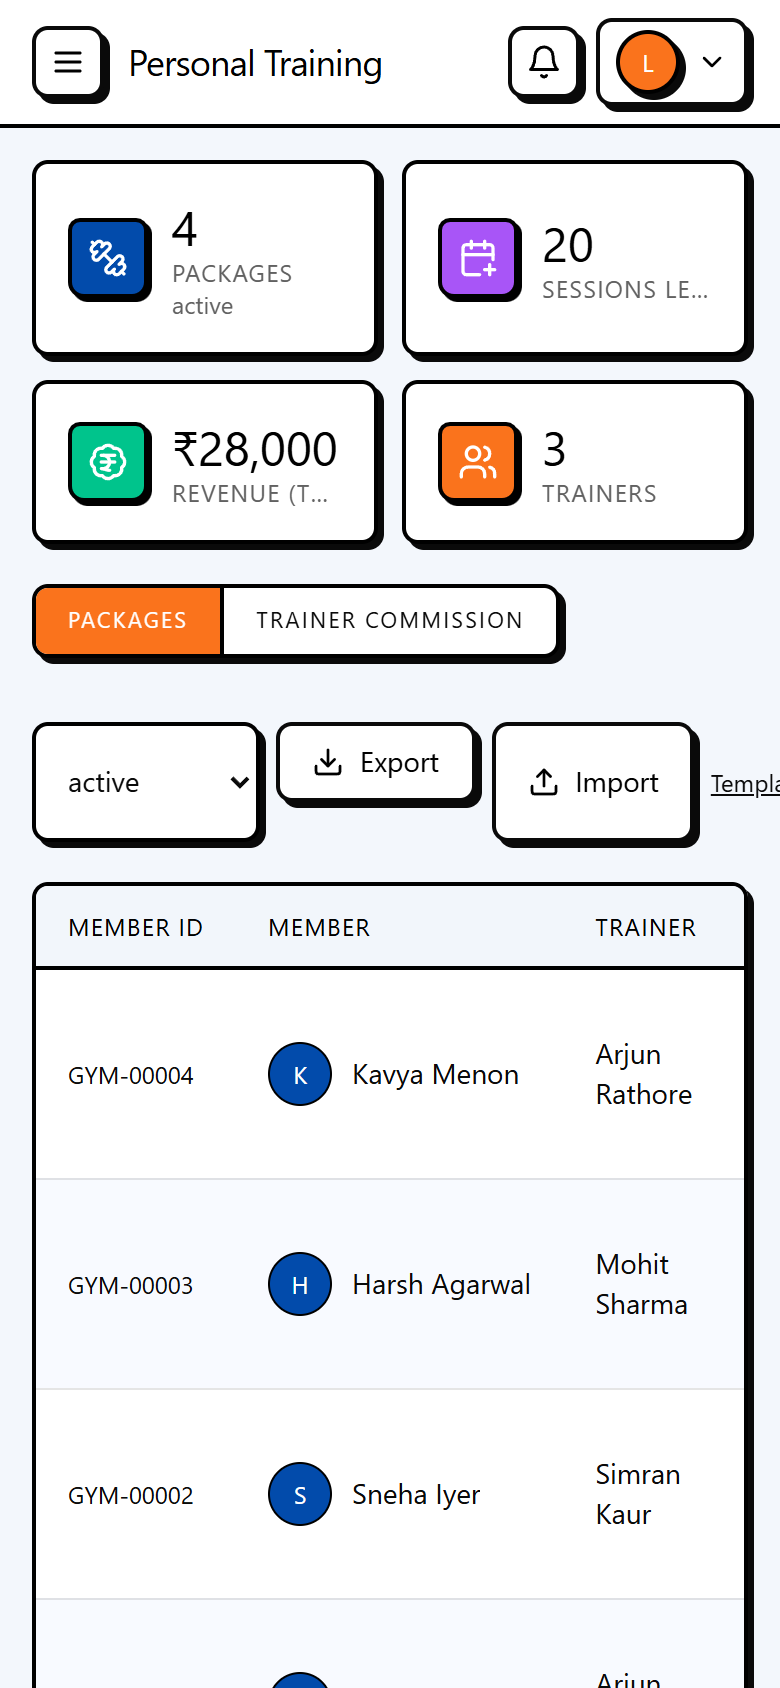 Personal Training
L
4
PACKAGES
active
20
SESSIONS LE...
₹28,000
REVENUE (T...
3
TRAINERS
PACKAGES
TRAINER COMMISSION
active
Export
Import
Templa
MEMBER ID MEMBER TRAINER
GYM-00004 K Kavya Menon Arjun
Rathore
GYM-00003 H Harsh Agarwal Mohit
Sharma
GYM-00002 S Sneha Iyer Simran
Kaur
Arjun